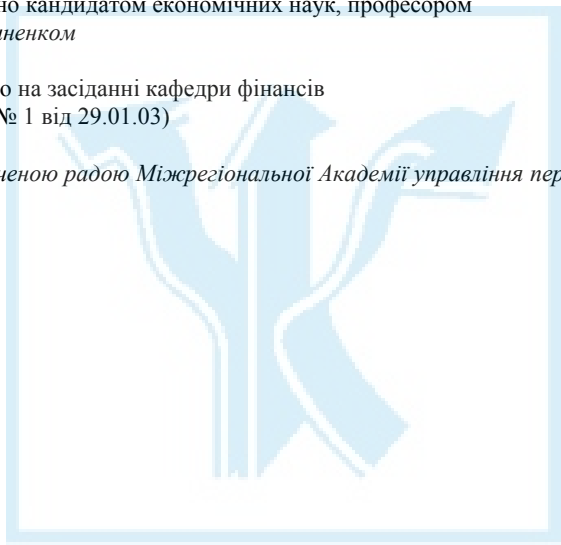 но кандидатом економічних наук, професором
ненком
о на засіданні кафедри фінансів
№ 1 від 29.01.03)
ченою радою Міжрегіональної Академії управління пер